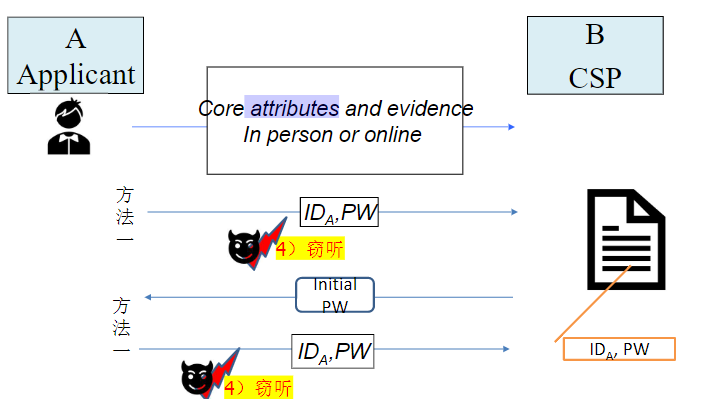 A
Applicant
B
CSP
Core attributes and evidence
In person or online
方法一
ID_A,PW
4）窃听
Initial
PW
方法一
ID_A,PW
4）窃听
ID_A, PW